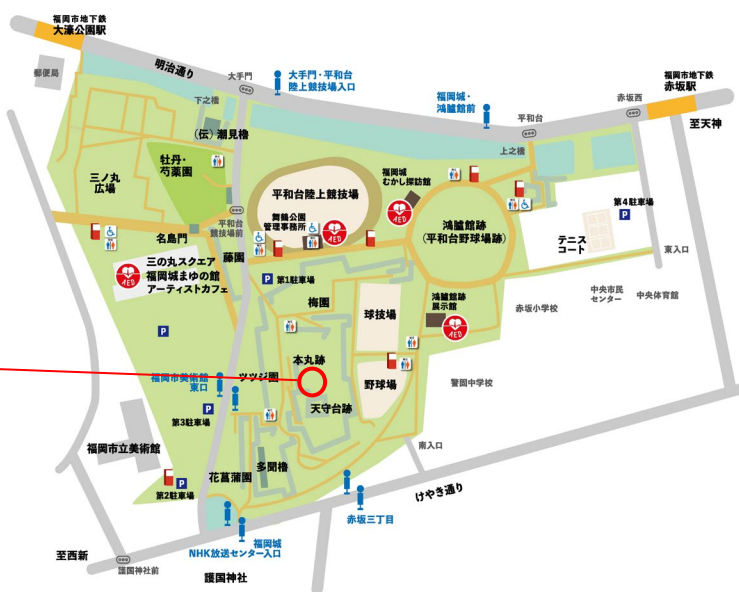 福岡市地下鉄
大濠公園駅
明治通り
郵便局
大手門
大手門・平和台
陸上競技場入口
福岡城・
鴻臚館前
福岡市地下鉄
赤坂駅
赤坂西
至天神
平和台
下之橋
(伝)潮見櫓
上之橋
牡丹・
芍薬園
三ノ丸
広場
平和台陸上競技場
福岡城
むかし探訪館
舞鶴公園
管理事務所
AED
AED
鴻臚館跡
(平和台野球場跡)
第4駐車場
P
テニス
コート
東入口
名島門
平和台
競技場前
藤園
三の丸スクエア
福岡城まゆの館
アーティストカフェ
AED
P 第1駐車場
梅園
球技場
鴻臚館跡
展示館
AED
中央市民
センター
中央体育館
赤坂小学校
P
本丸跡
福岡市美術館
東口
ツツジ園
野球場
警固中学校
天守台跡
P
第3駐車場
福岡市立美術館
多聞櫓
花菖蒲園
南入口
P
第2駐車場
けやき通り
赤坂三丁目
福岡城
NHK放送センター入口
至西新
護国神社前
護国神社